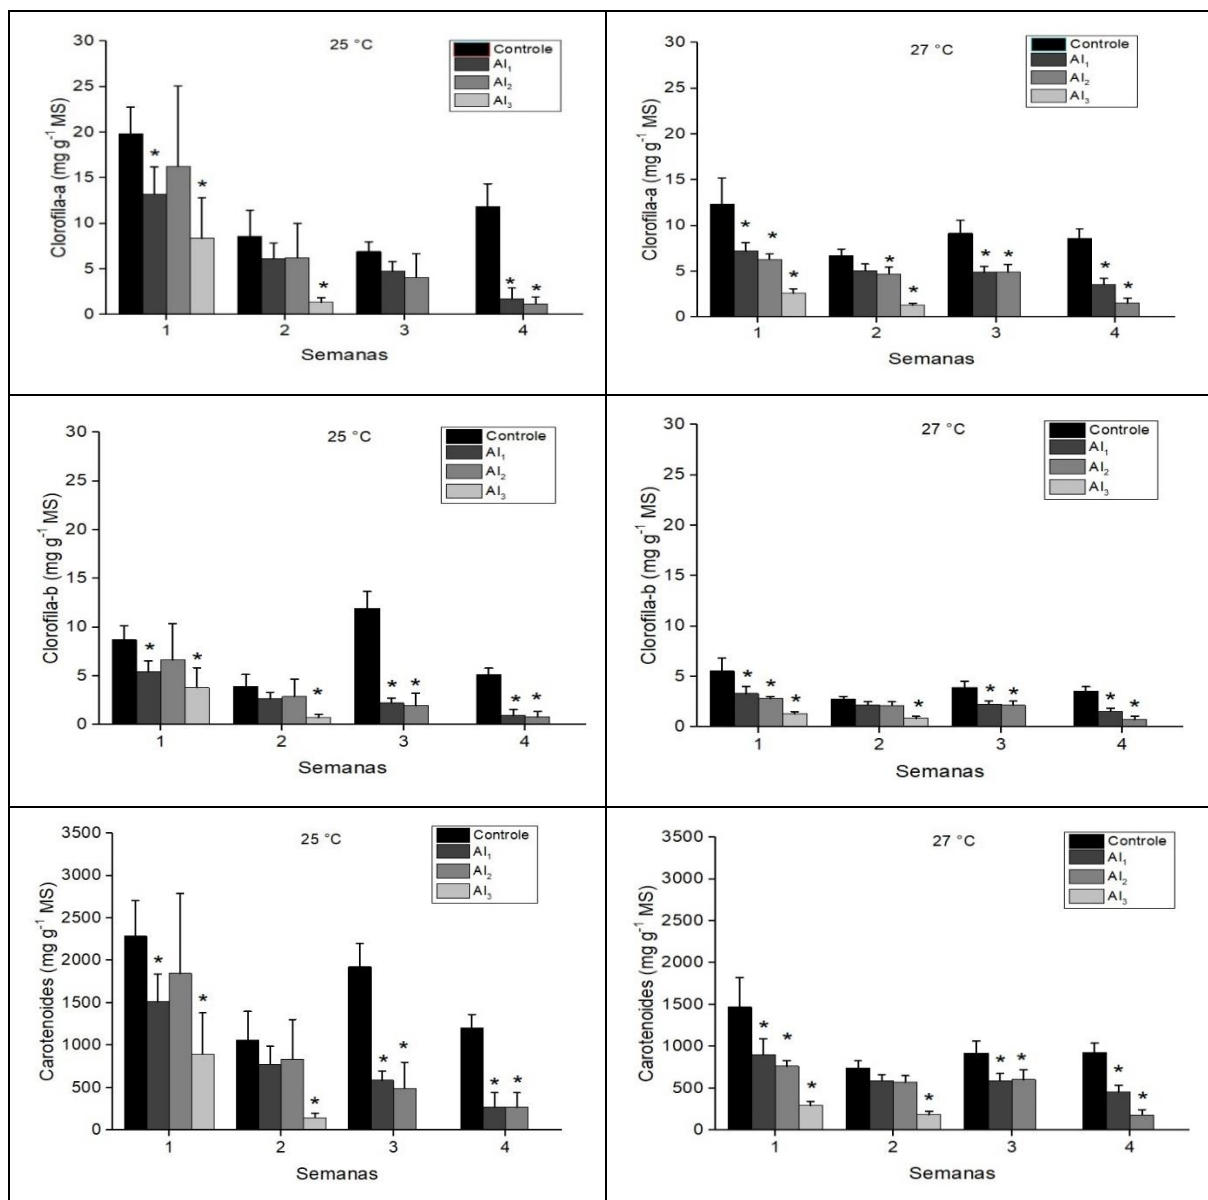 25 °C
Controle
Al₁
Al₂
Al₃
Clorofila-a (mg g⁻¹ MS)
30
25
20
15
10
5
0
* * * * *
1 2 3 4
Semanas
27 °C
Controle
Al₁
Al₂
Al₃
Clorofila-a (mg g⁻¹ MS)
30
25
20
15
10
5
0
* * * * * * * * *
1 2 3 4
Semanas
25 °C
Controle
Al₁
Al₂
Al₃
Clorofila-b (mg g⁻¹ MS)
30
25
20
15
10
5
0
* * * * * * *
1 2 3 4
Semanas
27 °C
Controle
Al₁
Al₂
Al₃
Clorofila-b (mg g⁻¹ MS)
30
25
20
15
10
5
0
* * * * * * * *
1 2 3 4
Semanas
25 °C
Controle
Al₁
Al₂
Al₃
Carotenoides (mg g⁻¹ MS)
3500
3000
2500
2000
1500
1000
500
0
* * * * * * *
1 2 3 4
Semanas
27 °C
Controle
Al₁
Al₂
Al₃
Carotenoides (mg g⁻¹ MS)
3500
3000
2500
2000
1500
1000
500
0
* * * * * * * *
1 2 3 4
Semanas